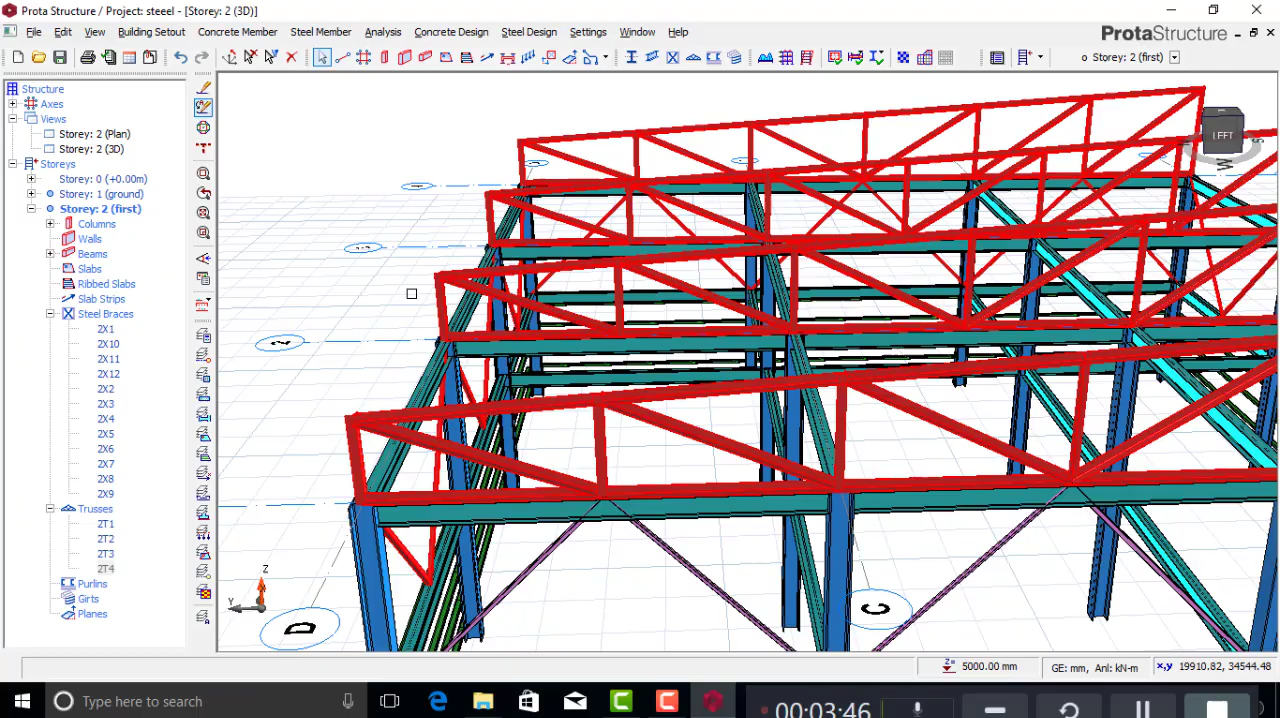 Prota Structure / Project: steeel - [Storey: 2 (3D)]
File Edit View Building Setout Concrete Member Steel Member Analysis Concrete Design Steel Design Settings Window Help
ProtaStructure
o Storey: 2 (first)
Structure
Axes
Views
Storey: 2 (Plan)
Storey: 2 (3D)
Storeys
Storey: 0 (+0.00m)
Storey: 1 (ground)
Storey: 2 (first)
Columns
Walls
Beams
Slabs
Ribbed Slabs
Slab Strips
Steel Braces
2X1
2X10
2X11
2X12
2X2
2X3
2X4
2X5
2X6
2X7
2X8
2X9
Trusses
2T1
2T2
2T3
2T4
Purlins
Girts
Planes
LEFT
W
S
2
Z
Y
D
C
Z=
5000.00 mm
GE: mm, Anl: kN-m
x,y 19910.82, 34544.48
Type here to search
00:03:46